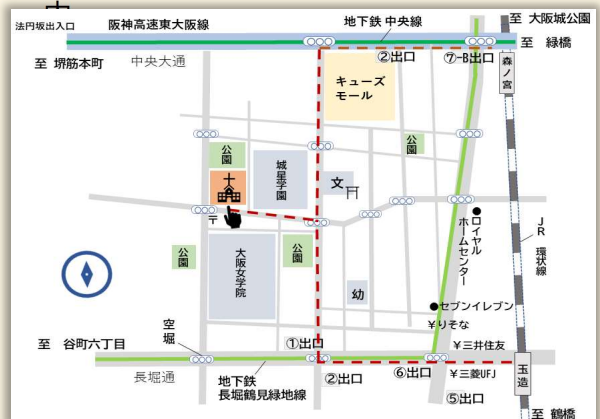 法円坂出入口
阪神高速東大阪線
地下鉄 中央線
至 大阪城公園
至 緑橋
至 堺筋本町
中央大通
②出口
⑦-B出口
森ノ宮
キューズ
モール
公園
公園
城星学園
文
〒
ロイヤル
ホームセンター
JR 環状線
公園
大阪女学院
公園
幼
●セブンイレブン
¥りそな
空堀
①出口
¥三井住友
至 谷町六丁目
長堀通
地下鉄
長堀鶴見緑地線
②出口
⑥出口
¥三菱UFJ
玉造
⑤出口
至 鶴橋